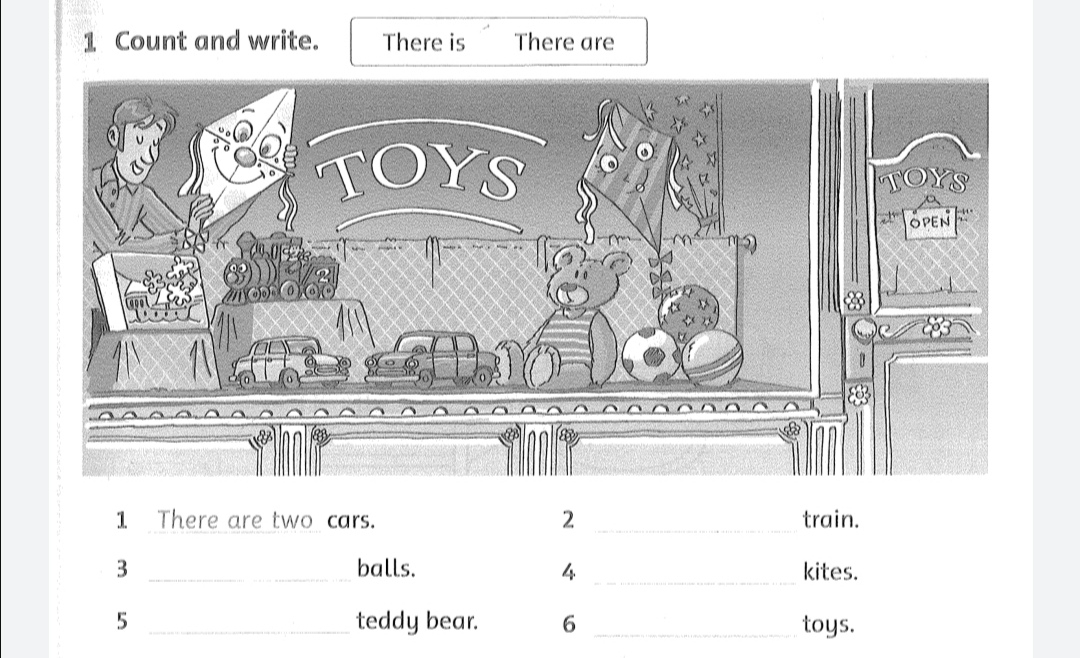 1 Count and write. There is There are
TOYS
TOYS
OPEN
2
1 There are two cars. 2 train.
3 balls. 4 kites.
5 teddy bear. 6 toys.